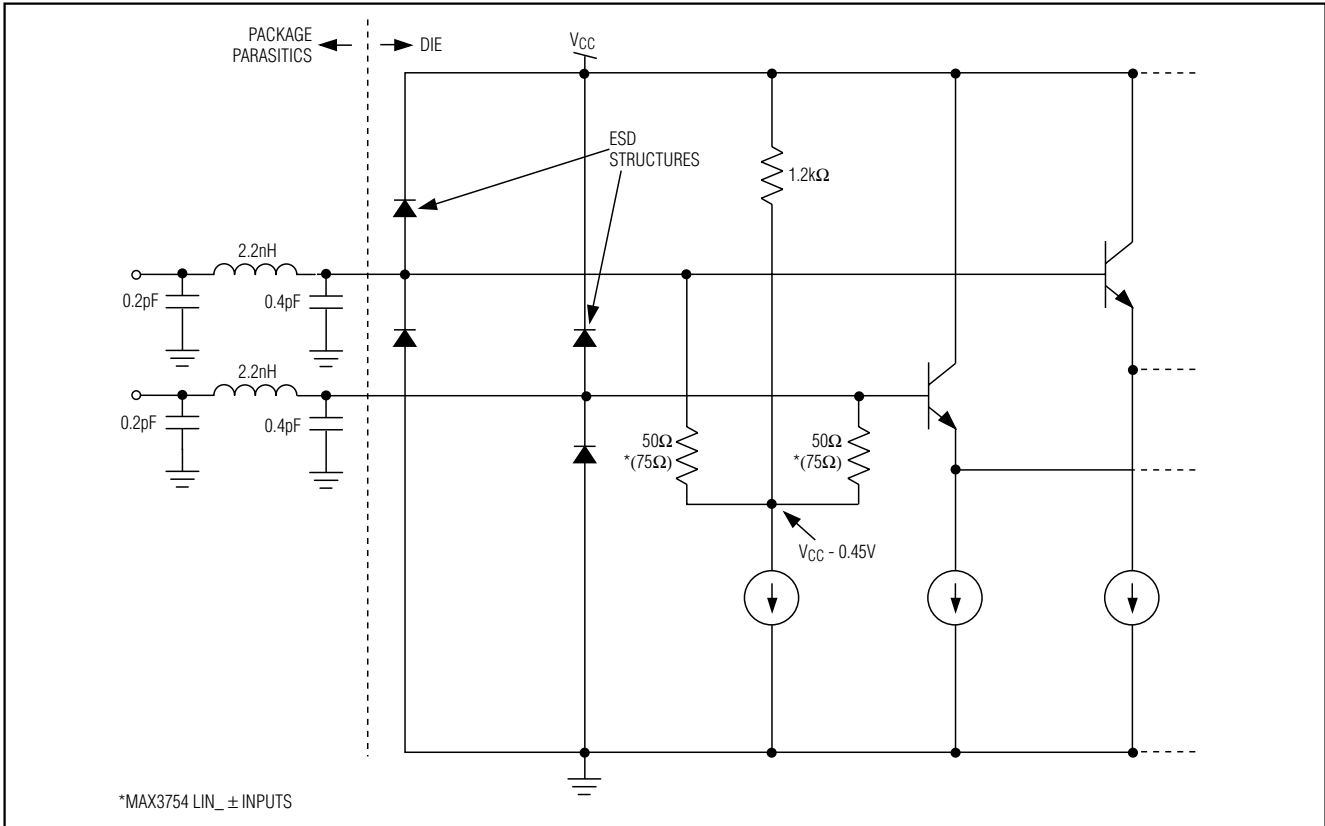 PACKAGE
PARASITICS
DIE
VCC
ESD
STRUCTURES
1.2kΩ
2.2nH
0.2pF
0.4pF
2.2nH
0.2pF
0.4pF
50Ω
*(75Ω)
50Ω
*(75Ω)
VCC - 0.45V
*MAX3754 LIN_ ± INPUTS